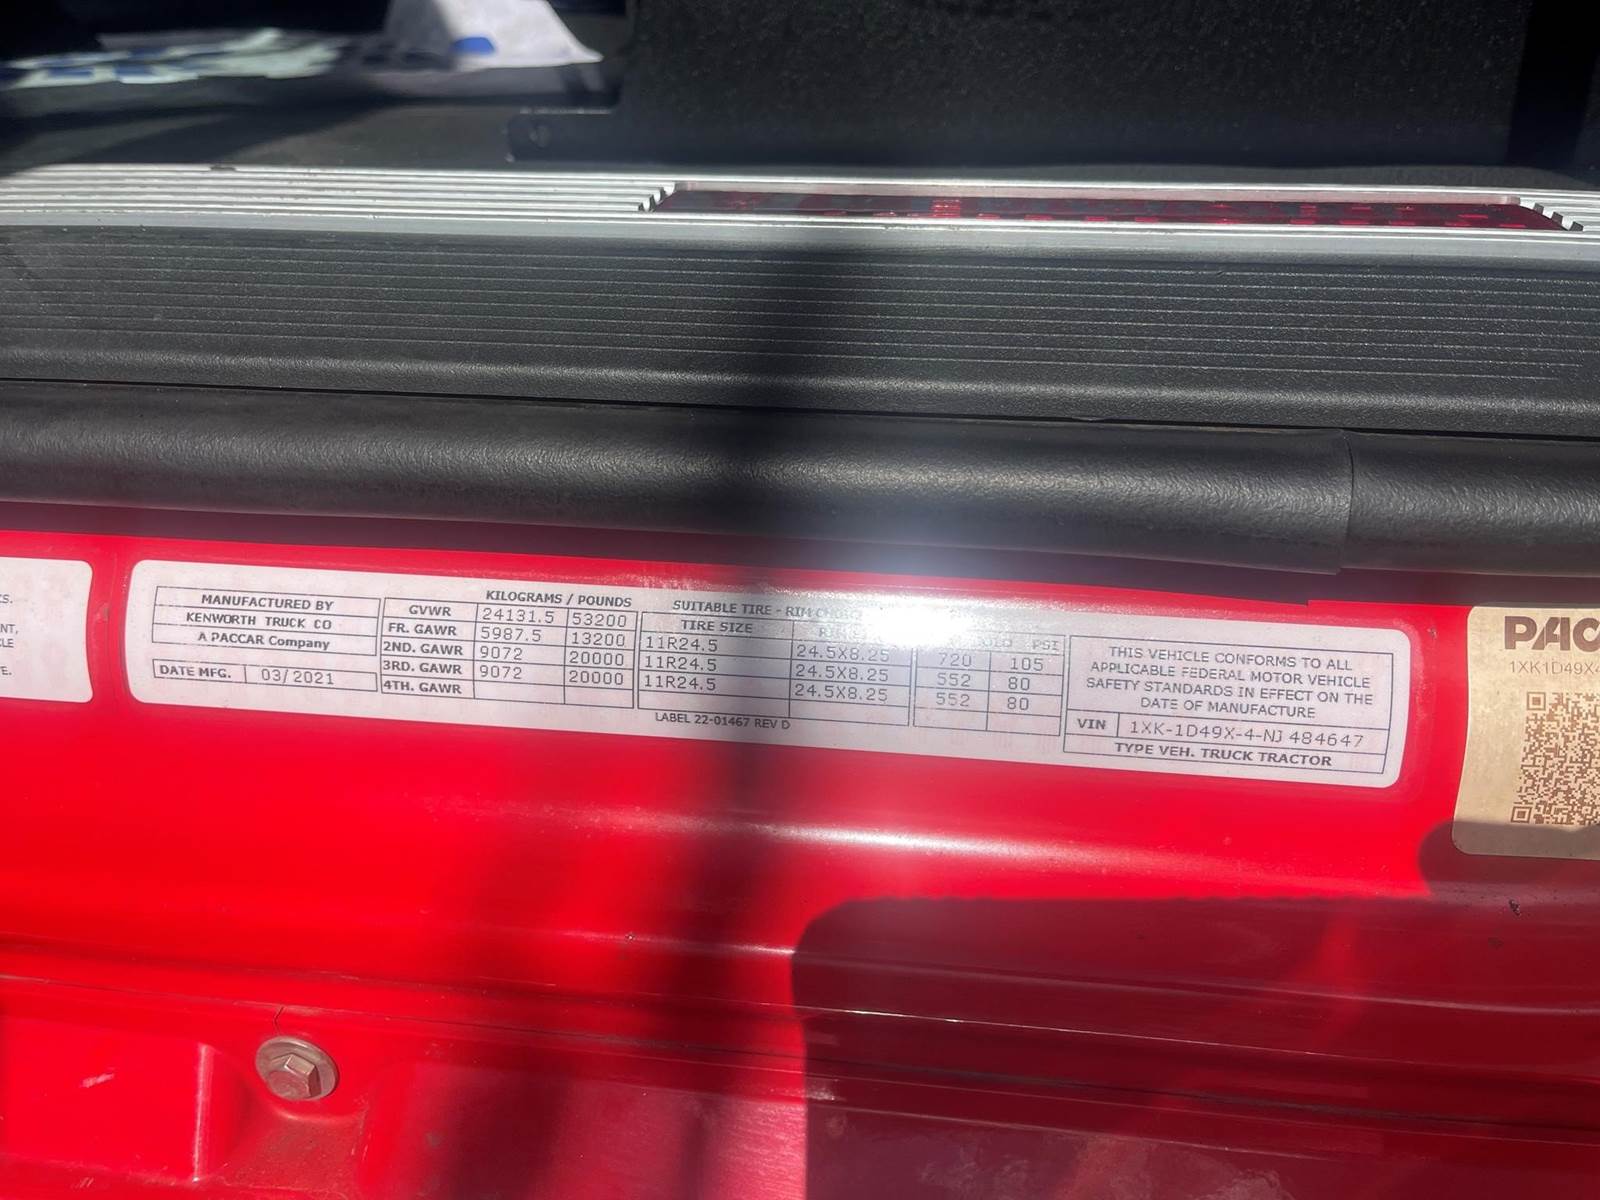 MANUFACTURED BY
KENWORTH TRUCK CO
A PACCAR Company
DATE MFG. 03/2021
KILOGRAMS / POUNDS
GVWR 24131.5 53200
FR. GAWR 5987.5 13200
2ND. GAWR 9072 20000
3RD. GAWR 9072 20000
4TH. GAWR
SUITABLE TIRE - RIM
TIRE SIZE PSI
11R24.5 24.5X8.25 720 105
11R24.5 24.5X8.25 552 80
11R24.5 24.5X8.25 552 80
LABEL 22-01467 REV D
THIS VEHICLE CONFORMS TO ALL
APPLICABLE FEDERAL MOTOR VEHICLE
SAFETY STANDARDS IN EFFECT ON THE
DATE OF MANUFACTURE
VIN 1XK-1D49X-4-NJ 484647
TYPE VEH. TRUCK TRACTOR
PAC
1XK1D49X